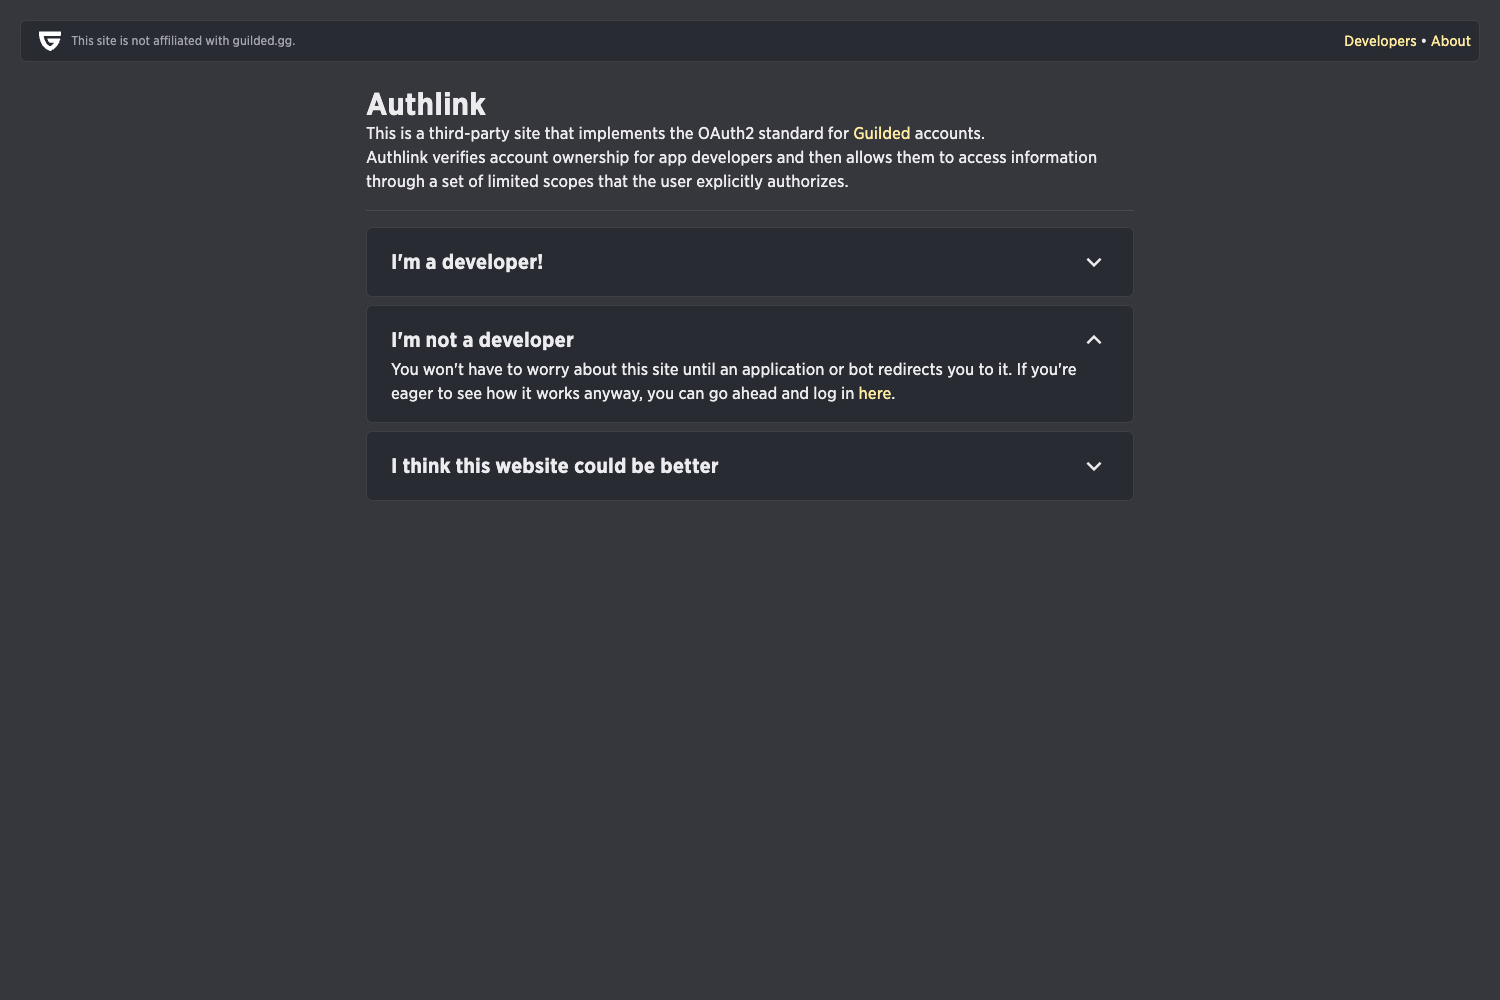 This site is not affiliated with guilded.gg.
Developers • About
Authlink
This is a third-party site that implements the OAuth2 standard for Guilded accounts.
Authlink verifies account ownership for app developers and then allows them to access information
through a set of limited scopes that the user explicitly authorizes.
I'm a developer!
I'm not a developer
You won't have to worry about this site until an application or bot redirects you to it. If you're
eager to see how it works anyway, you can go ahead and log in here.
I think this website could be better